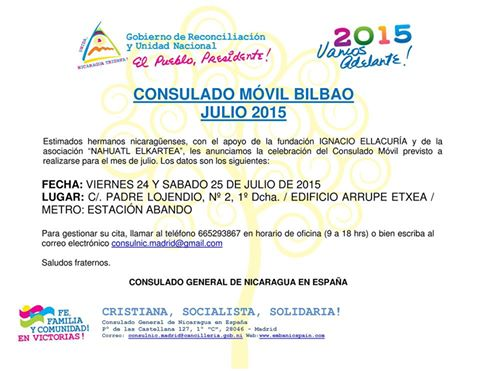 UNIDA, NICARAGUA TRIUNFA!
Gobierno de Reconciliación
y Unidad Nacional
El Pueblo, Presidente!
2015
Vamos
Adelante!
CONSULADO MÓVIL BILBAO
JULIO 2015
Estimados hermanos nicaragüenses, con el apoyo de la fundación IGNACIO ELLACURÍA y de la
asociación "NAHUATL ELKARTEA", les anunciamos la celebración del Consulado Móvil previsto a
realizarse para el mes de julio. Los datos son los siguientes:
FECHA: VIERNES 24 Y SABADO 25 DE JULIO DE 2015
LUGAR: C/. PADRE LOJENDIO, Nº 2, 1º Dcha. / EDIFICIO ARRUPE ETXEA /
METRO: ESTACIÓN ABANDO
Para gestionar su cita, llamar al teléfono 665293867 en horario de oficina (9 a 18 hrs) o bien escriba al
correo electrónico consulnic.madrid@gmail.com
Saludos fraternos.
CONSULADO GENERAL DE NICARAGUA EN ESPAÑA
FE,
FAMILIA
Y COMUNIDAD!
EN VICTORIAS!
CRISTIANA, SOCIALISTA, SOLIDARIA!
Consulado General de Nicaragua en España
Pº de las Castellana 127, 1º "C", 28046 - Madrid
Correo: consulnic.madrid@cancilleria.gob.ni Web:www.embanicspain.com